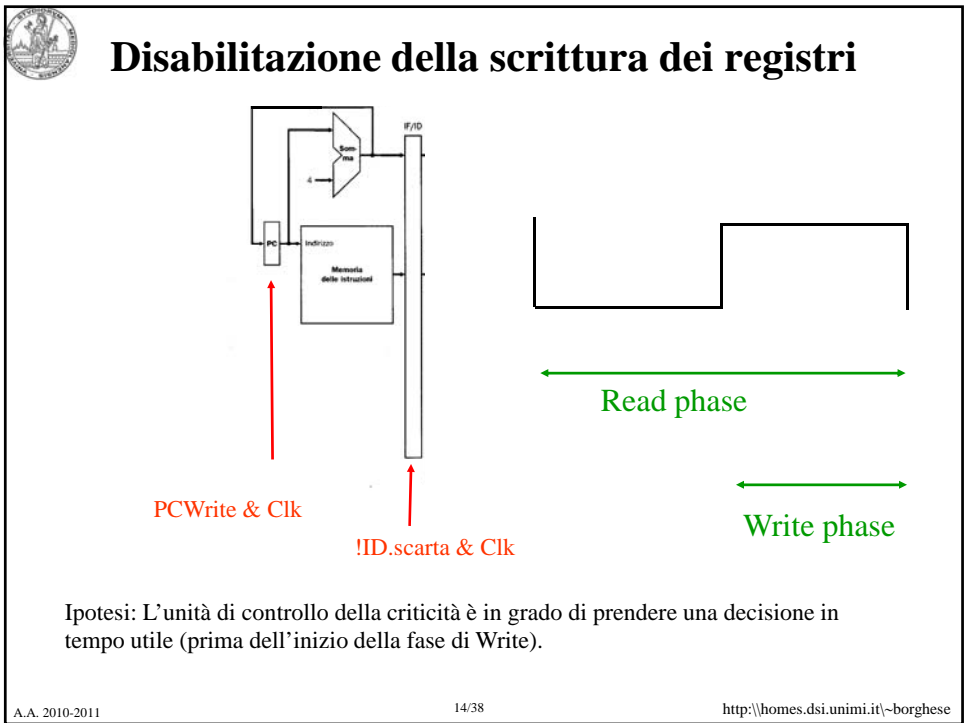 Disabilitazione della scrittura dei registri
IF/ID
Som-
ma
4
PC
Indirizzo
Memoria
delle istruzioni
Read phase
PCWrite & Clk
!ID.scarta & Clk
Write phase
Ipotesi: L'unità di controllo della criticità è in grado di prendere una decisione in
tempo utile (prima dell'inizio della fase di Write).
A.A. 2010-2011
14/38
http:\\homes.dsi.unimi.it\~borghese